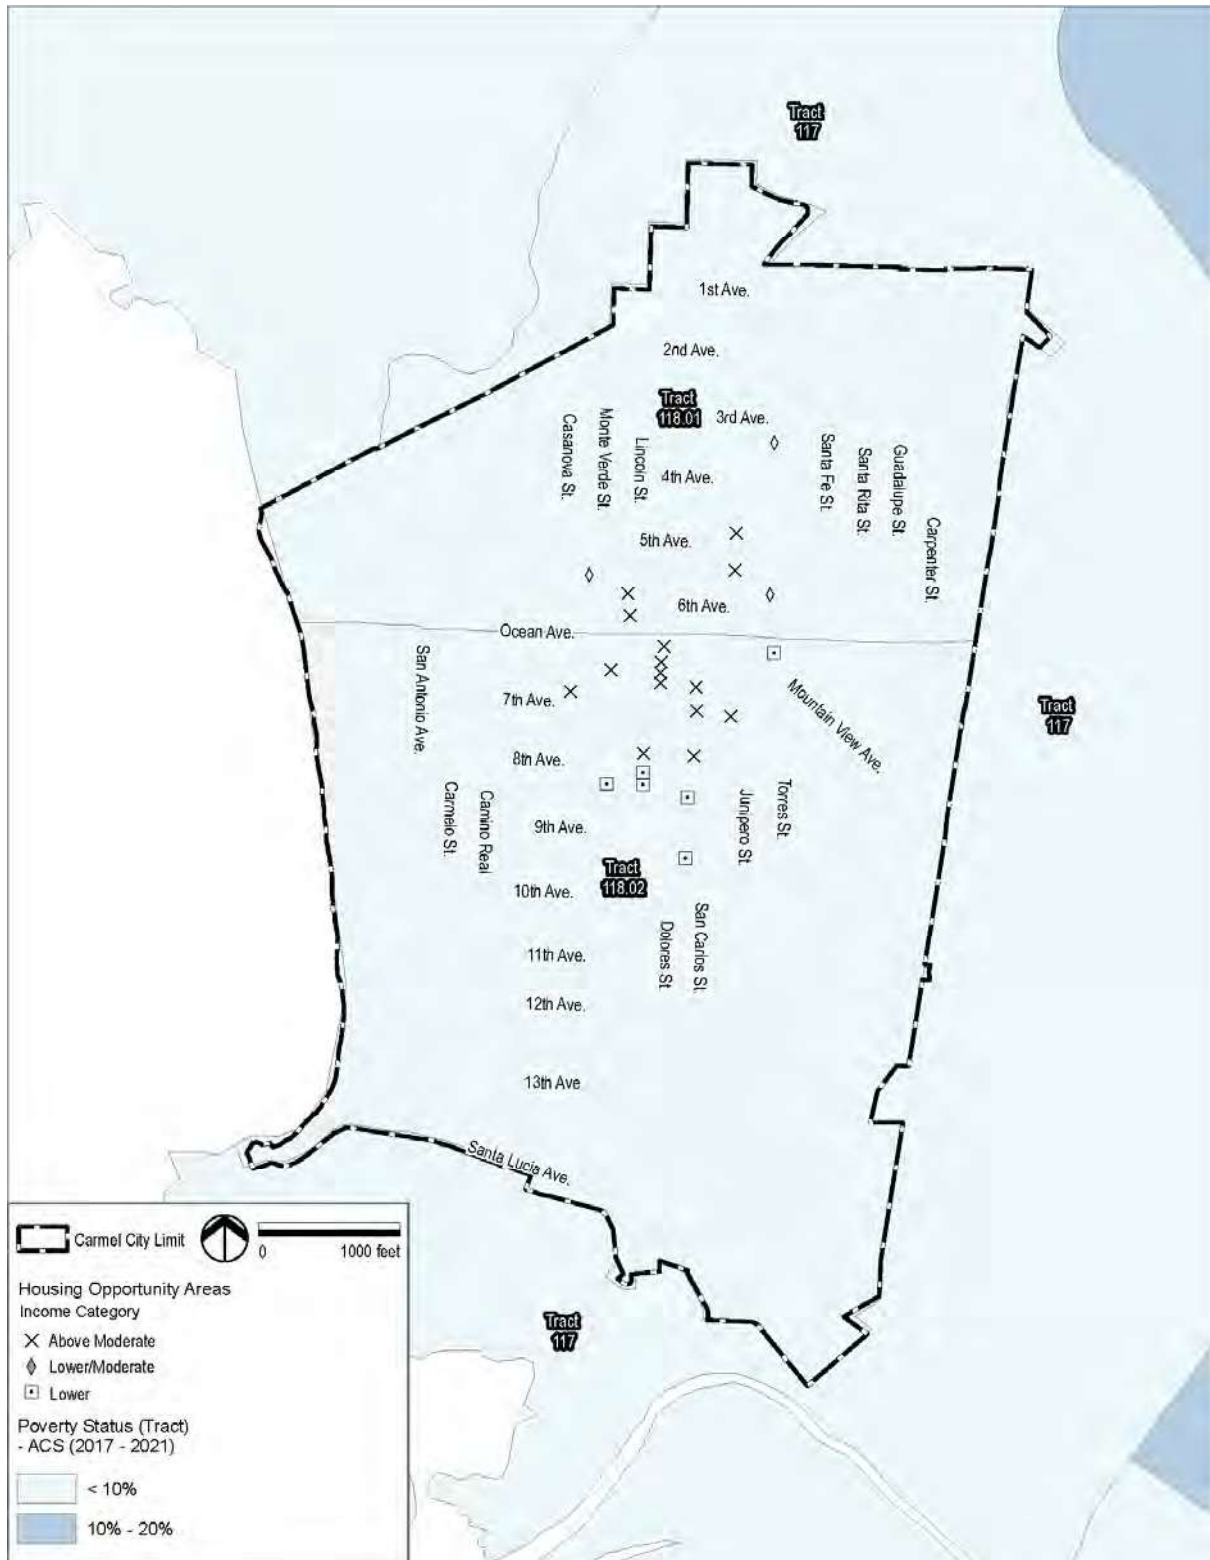 Tract
117
1st Ave.
2nd Ave.
Tract
118.01
3rd Ave.
Casanova St.
Monte Verde St.
Lincoln St.
4th Ave.
Santa Fe St.
Santa Rita St.
Guadalupe St.
Carpenter St.
5th Ave.
6th Ave.
Ocean Ave.
San Antonio Ave.
7th Ave.
Mountain View Ave.
Tract
117
8th Ave.
Carmelo St.
Camino Real
Junipero St.
Torres St.
9th Ave.
Tract
118.02
10th Ave.
Dolores St.
San Carlos St.
11th Ave.
12th Ave.
13th Ave
Santa Lucia Ave.
Tract
117
Carmel City Limit
0 1000 feet
Housing Opportunity Areas
Income Category
Above Moderate
Lower/Moderate
Lower
Poverty Status (Tract)
- ACS (2017 - 2021)
< 10%
10% - 20%